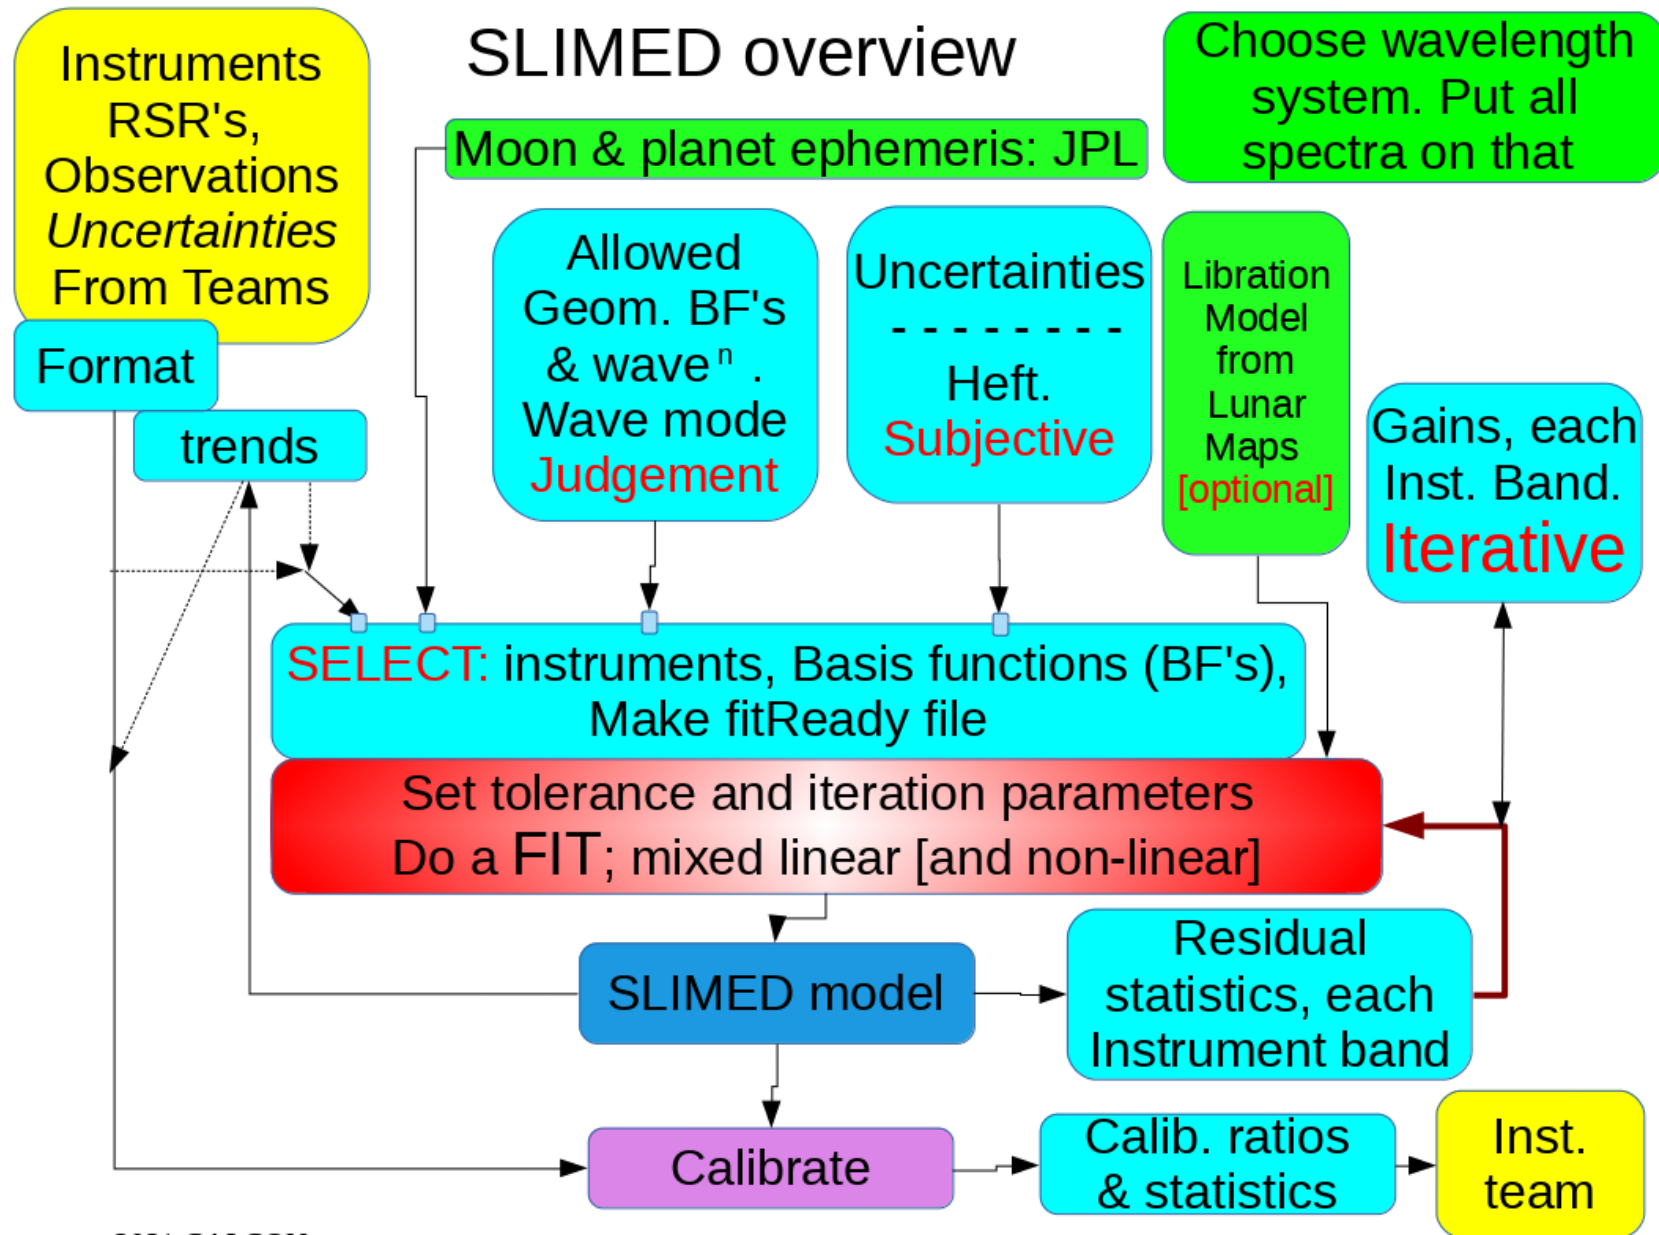 SLIMED overview
Instruments
RSR's,
Observations
Uncertainties
From Teams
Format
trends
Moon & planet ephemeris: JPL
Choose wavelength
system. Put all
spectra on that
Allowed
Geom. BF's
& wave n .
Wave mode
Judgement
Uncertainties
- - - - - - - -
Heft.
Subjective
Libration
Model
from
Lunar
Maps
[optional]
Gains, each
Inst. Band.
Iterative
SELECT: instruments, Basis functions (BF's),
Make fitReady file
Set tolerance and iteration parameters
Do a FIT; mixed linear [and non-linear]
SLIMED model
Residual
statistics, each
Instrument band
Calibrate
Calib. ratios
& statistics
Inst.
team